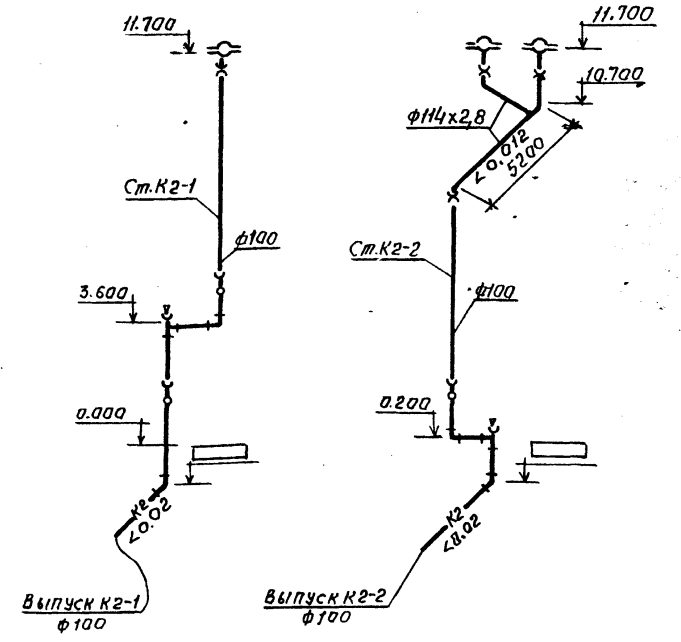 11.700
Ст.К2-1
ф100
3.600
0.000
К2
<0.02
Выпуск К2-1
ф100
11.700
10.700
ф114х2,8
<0.012
5200
Ст.К2-2
ф100
0.200
К2
<0.02
Выпуск К2-2
ф100